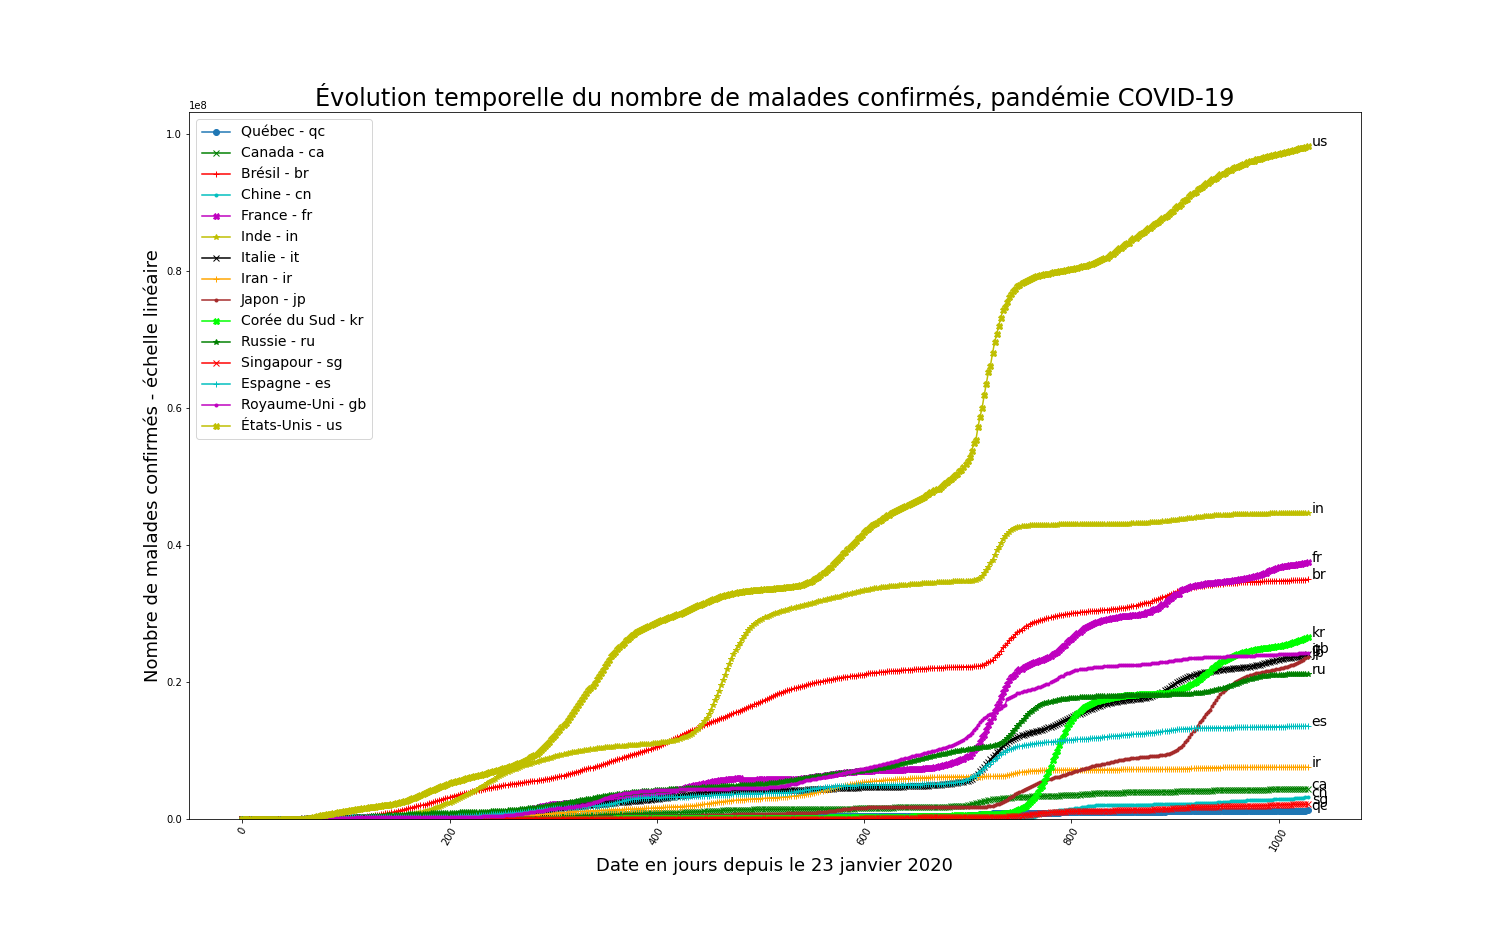 Évolution temporelle du nombre de malades confirmés, pandémie COVID-19
1e8
Québec - qc
Canada - ca
Brésil - br
Chine - cn
France - fr
Inde - in
Italie - it
Iran - ir
Japon - jp
Corée du Sud - kr
Russie - ru
Singapour - sg
Espagne - es
Royaume-Uni - gb
États-Unis - us
1.0
0.8
0.6
0.4
0.2
0.0
Nombre de malades confirmés - échelle linéaire
us
in
fr
br
kr
gb
jp
ru
es
ir
ca
cn
sg
qc
0
200
400
600
800
1000
Date en jours depuis le 23 janvier 2020